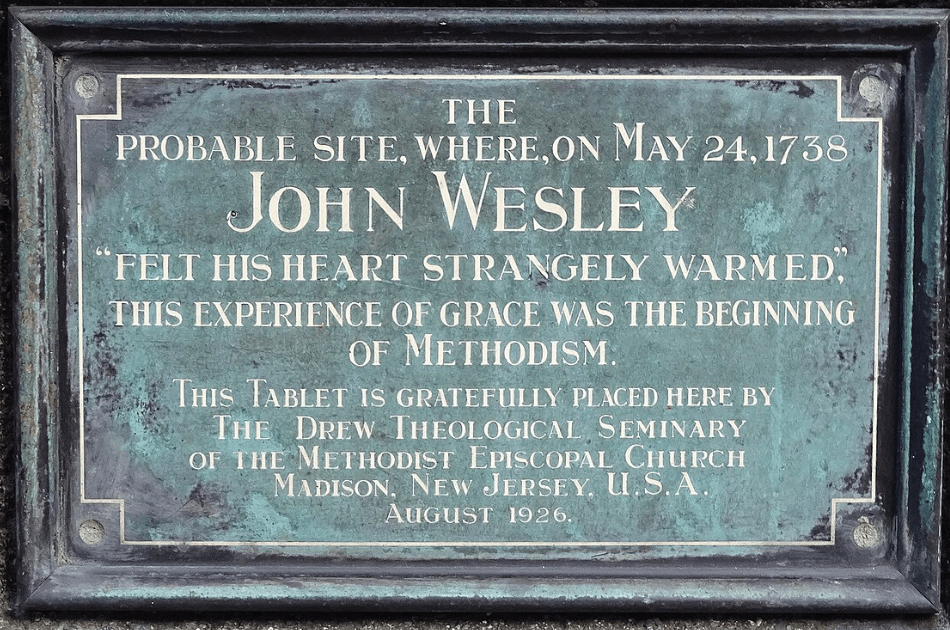 THE
PROBABLE SITE, WHERE, ON MAY 24, 1738
JOHN WESLEY
“FELT HIS HEART STRANGELY WARMED,”
THIS EXPERIENCE OF GRACE WAS THE BEGINNING
OF METHODISM.
THIS TABLET IS GRATEFULLY PLACED HERE BY
THE DREW THEOLOGICAL SEMINARY
OF THE METHODIST EPISCOPAL CHURCH
MADISON, NEW JERSEY, U.S.A.
AUGUST 1926.